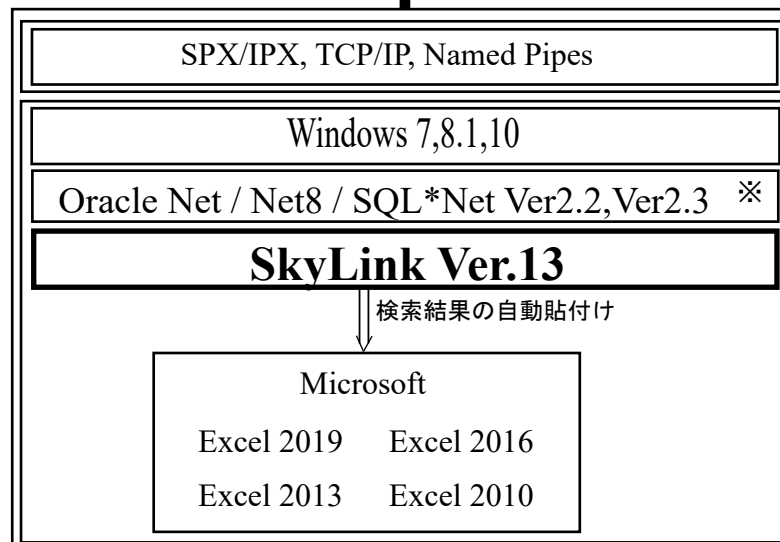 SPX/IPX, TCP/IP, Named Pipes
Windows 7,8.1,10
Oracle Net / Net8 / SQL*Net Ver2.2,Ver2.3 ※
SkyLink Ver.13
検索結果の自動貼付け
Microsoft
Excel 2019 Excel 2016
Excel 2013 Excel 2010